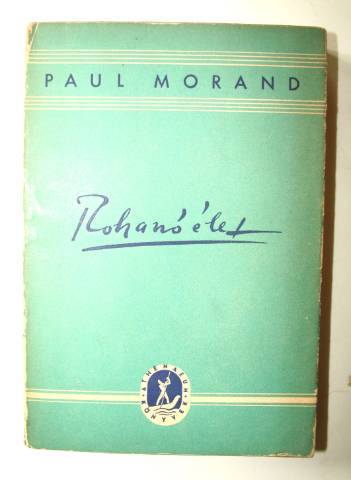 PAUL MORAND
Rohanó élet
ATHENAEUM
KÖNYVEK